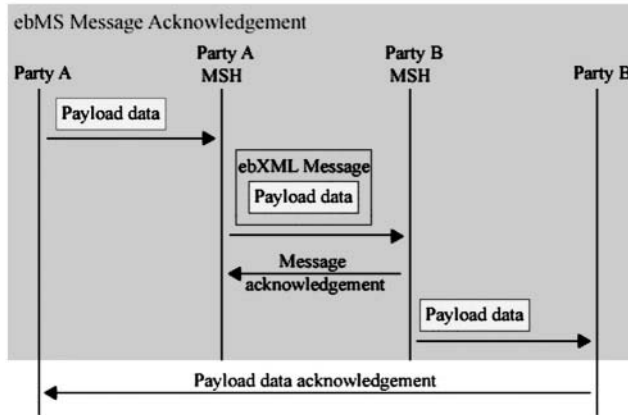 ebMS Message Acknowledgement
Party A
Party A
MSH
Party B
MSH
Party B
Payload data
ebXML Message
Payload data
Message
acknowledgement
Payload data
Payload data acknowledgement